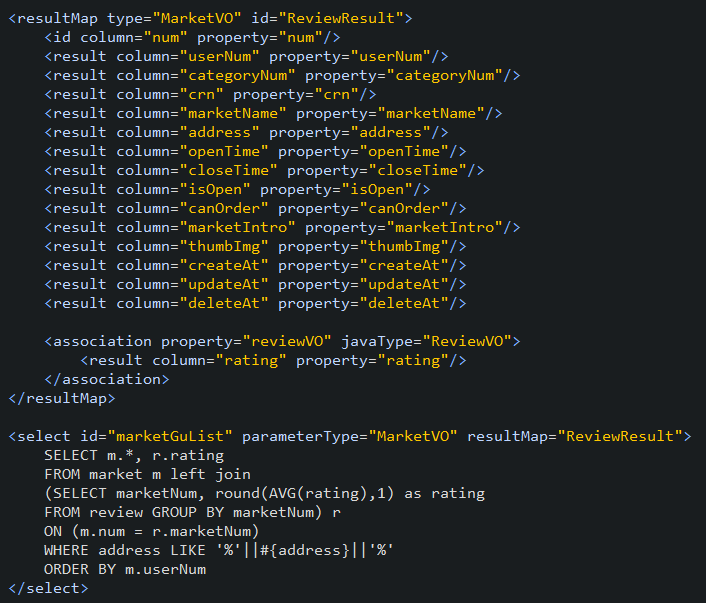 <resultMap type="MarketVO" id="ReviewResult">
    <id column="num" property="num"/>
    <result column="userNum" property="userNum"/>
    <result column="categoryNum" property="categoryNum"/>
    <result column="crn" property="crn"/>
    <result column="marketName" property="marketName"/>
    <result column="address" property="address"/>
    <result column="openTime" property="openTime"/>
    <result column="closeTime" property="closeTime"/>
    <result column="isOpen" property="isOpen"/>
    <result column="canOrder" property="canOrder"/>
    <result column="marketIntro" property="marketIntro"/>
    <result column="thumbImg" property="thumbImg"/>
    <result column="createAt" property="createAt"/>
    <result column="updateAt" property="updateAt"/>
    <result column="deleteAt" property="deleteAt"/>

    <association property="reviewVO" javaType="ReviewVO">
        <result column="rating" property="rating"/>
    </association>
</resultMap>

<select id="marketGuList" parameterType="MarketVO" resultMap="ReviewResult">
    SELECT m.*, r.rating
    FROM market m left join
    (SELECT marketNum, round(AVG(rating),1) as rating
    FROM review GROUP BY marketNum) r
    ON (m.num = r.marketNum)
    WHERE address LIKE '%'||#{address}||'%'
    ORDER BY m.userNum
</select>